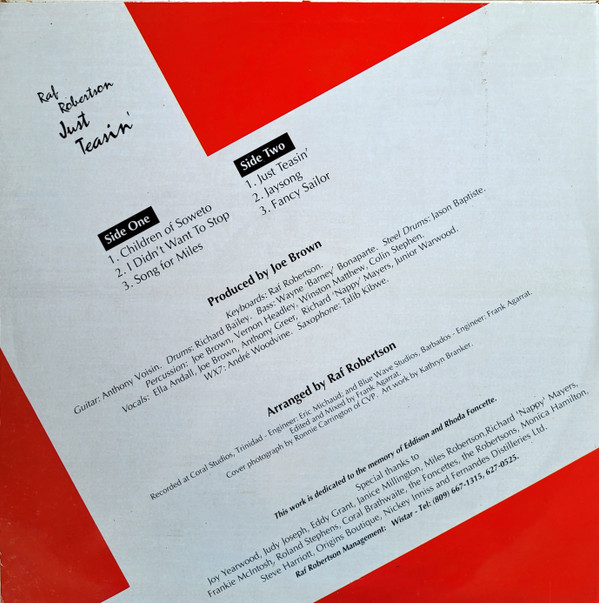 Raf
Robertson
Just
Teasin'
Side One
1. Children of Soweto
2. I Didn't Want To Stop
3. Song for Miles
Side Two
1. Just Teasin'
2. Jaysong
3. Fancy Sailor
Produced by Joe Brown
Keyboards: Raf Robertson.
Guitar: Anthony Voisin. Drums: Richard Bailey. Bass: Wayne 'Barney' Bonaparte. Steel Drums: Jason Baptiste.
Percussion: Joe Brown, Vernon Headley, Winston Matthew, Colin Stephen.
Vocals: Ella Andall, Joe Brown, Anthony Greer, Richard 'Nappy' Mayers, Junior Warwood.
WX7: André Woodvine. Saxophone: Talib Kibwe.
Arranged by Raf Robertson
Recorded at Coral Studios, Trinidad - Engineer: Eric Michaud; and Blue Wave Studios, Barbados - Engineer: Frank Agarrat.
Edited and Mixed by Frank Agarrat.
Cover photograph by Ronnie Carrington of CVP. Art work by Kathryn Branker.
This work is dedicated to the memory of Eddison and Rhoda Foncette.
Special thanks to
Joy Yearwood, Judy Joseph, Eddy Grant, Janice Millington, Miles Robertson, Richard 'Nappy' Mayers,
Frankie McIntosh, Roland Stephens, Coral Brathwaite, the Foncettes, the Robertsons, Monica Hamilton,
Steve Harriott, Origins Boutique, Nickey Inniss and Fernandes Distilleries Ltd.
Raf Robertson Management: Wistar - Tel: (809) 667-1315, 627-0525.